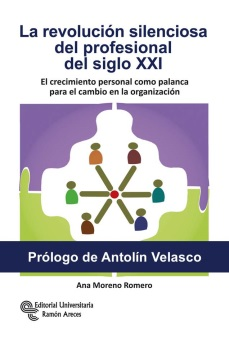 La revolución silenciosa
del profesional
del siglo XXI
El crecimiento personal como palanca
para el cambio en la organización
Prólogo de Antolín Velasco
Ana Moreno Romero
Editorial Universitaria
Ramón Areces